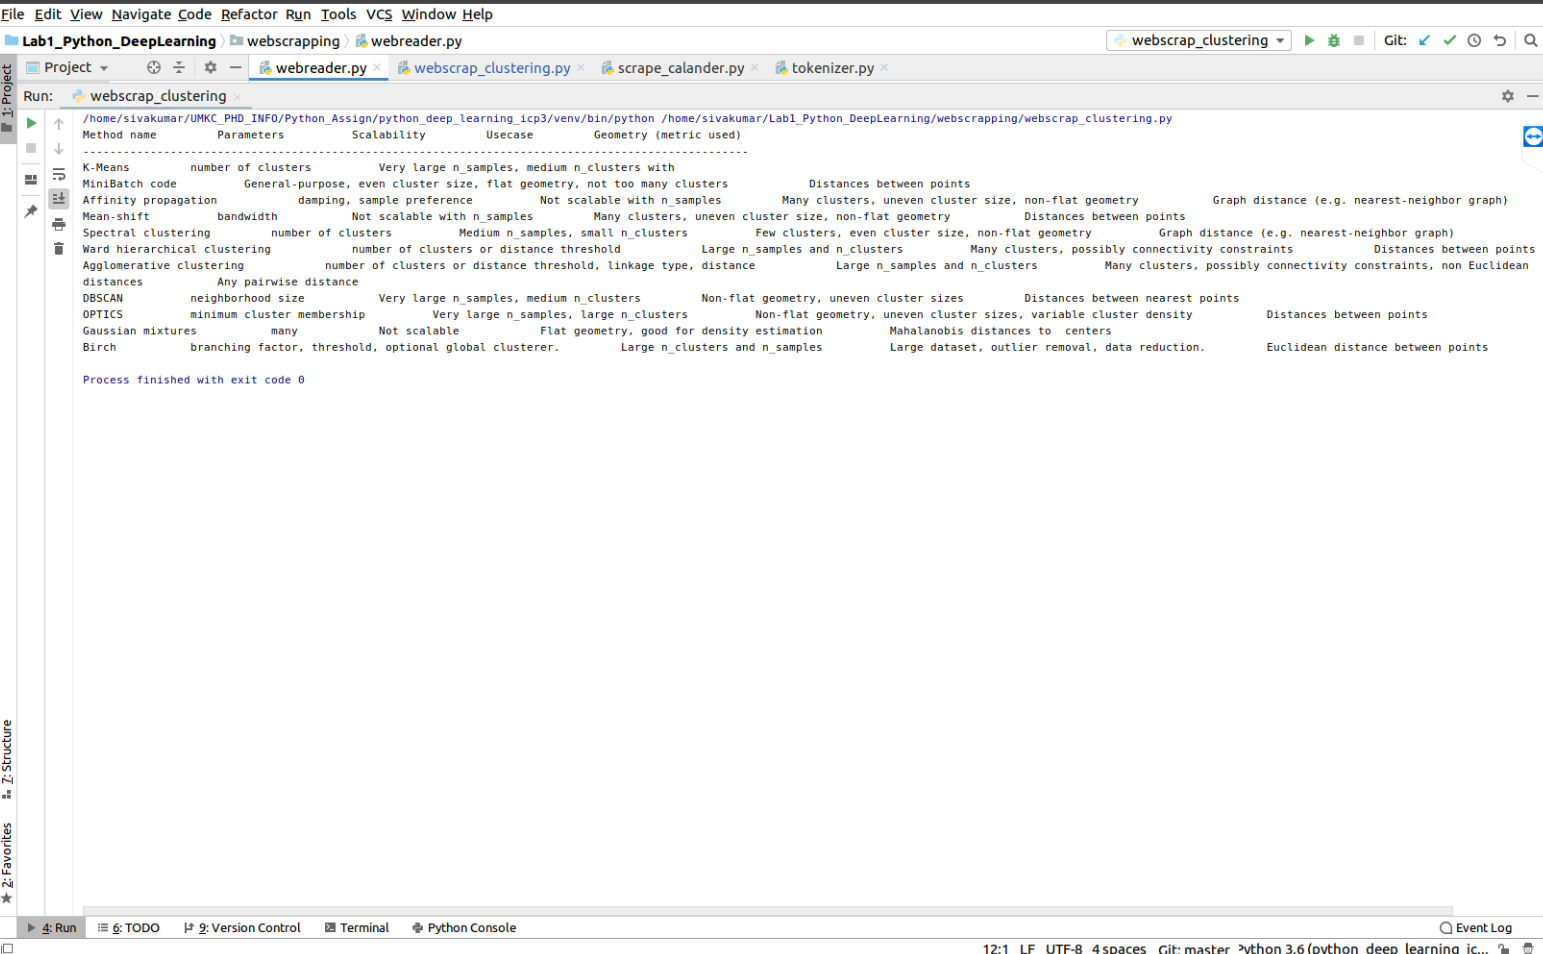 File Edit View Navigate Code Refactor Run Tools VCS Window Help
Lab1_Python_DeepLearning webscrapping webreader.py webscrap_clustering Git:
Project webreader.py webscrap_clustering.py scrape_calander.py tokenizer.py
1: Project
Run: webscrap_clustering
/home/sivakumar/UMKC_PHD_INFO/Python_Assign/python_deep_learning_icp3/venv/bin/python /home/sivakumar/Lab1_Python_DeepLearning/webscrapping/webscrap_clustering.py
Method name Parameters Scalability Usecase Geometry (metric used)
---------------------------------------------------------------------------------------------------
K-Means number of clusters Very large n_samples, medium n_clusters with
MiniBatch code General-purpose, even cluster size, flat geometry, not too many clusters Distances between points
Affinity propagation damping, sample preference Not scalable with n_samples Many clusters, uneven cluster size, non-flat geometry Graph distance (e.g. nearest-neighbor graph)
Mean-shift bandwidth Not scalable with n_samples Many clusters, uneven cluster size, non-flat geometry Distances between points
Spectral clustering number of clusters Medium n_samples, small n_clusters Few clusters, even cluster size, non-flat geometry Graph distance (e.g. nearest-neighbor graph)
Ward hierarchical clustering number of clusters or distance threshold Large n_samples and n_clusters Many clusters, possibly connectivity constraints Distances between points
Agglomerative clustering number of clusters or distance threshold, linkage type, distance Large n_samples and n_clusters Many clusters, possibly connectivity constraints, non Euclidean
distances Any pairwise distance
DBSCAN neighborhood size Very large n_samples, medium n_clusters Non-flat geometry, uneven cluster sizes Distances between nearest points
OPTICS minimum cluster membership Very large n_samples, large n_clusters Non-flat geometry, uneven cluster sizes, variable cluster density Distances between points
Gaussian mixtures many Not scalable Flat geometry, good for density estimation Mahalanobis distances to  centers
Birch branching factor, threshold, optional global clusterer. Large n_clusters and n_samples Large dataset, outlier removal, data reduction. Euclidean distance between points
Process finished with exit code 0
7: Structure
2: Favorites
4: Run 6: TODO 9: Version Control Terminal Python Console Event Log
12:1 LF UTF-8 4 spaces Git: master Python 3.6 (python_deep_learning_ic...